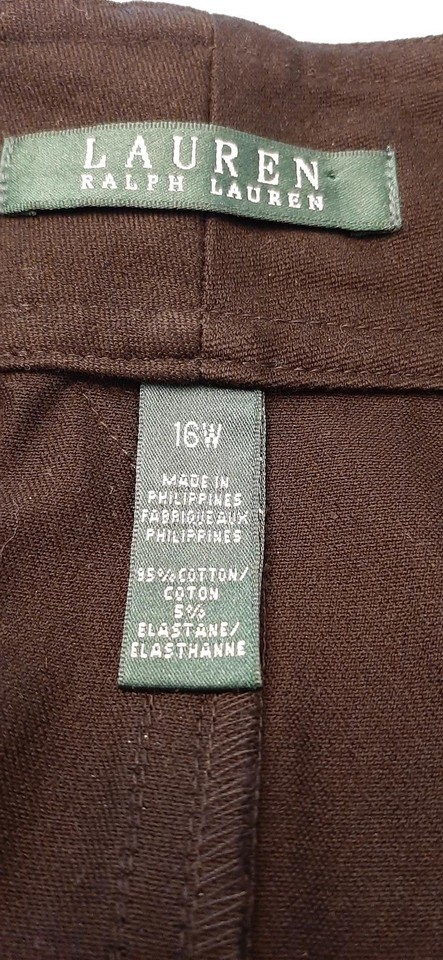 LAUREN
RALPH LAUREN
16W
MADE IN
PHILIPPINES
FABRIQUE AUX
PHILIPPINES
95% COTTON/
COTON
5%
ELASTANE/
ELASTHANNE